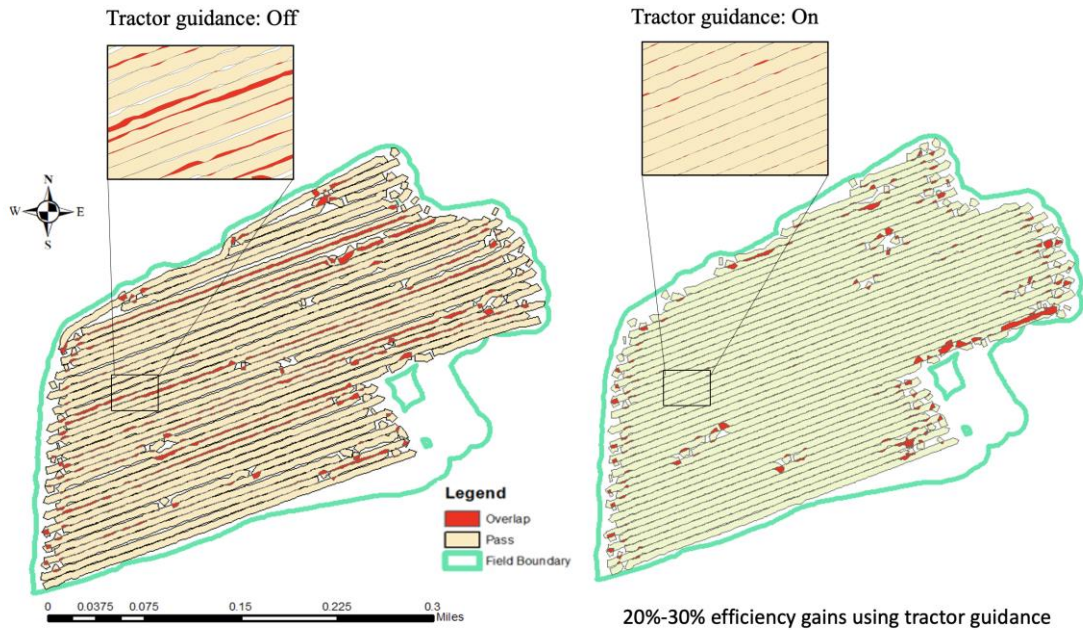 Tractor guidance: Off
Tractor guidance: On
N
W E
S
Legend
Overlap
Pass
Field Boundary
0 0.0375 0.075 0.15 0.225 0.3
Miles
20%-30% efficiency gains using tractor guidance